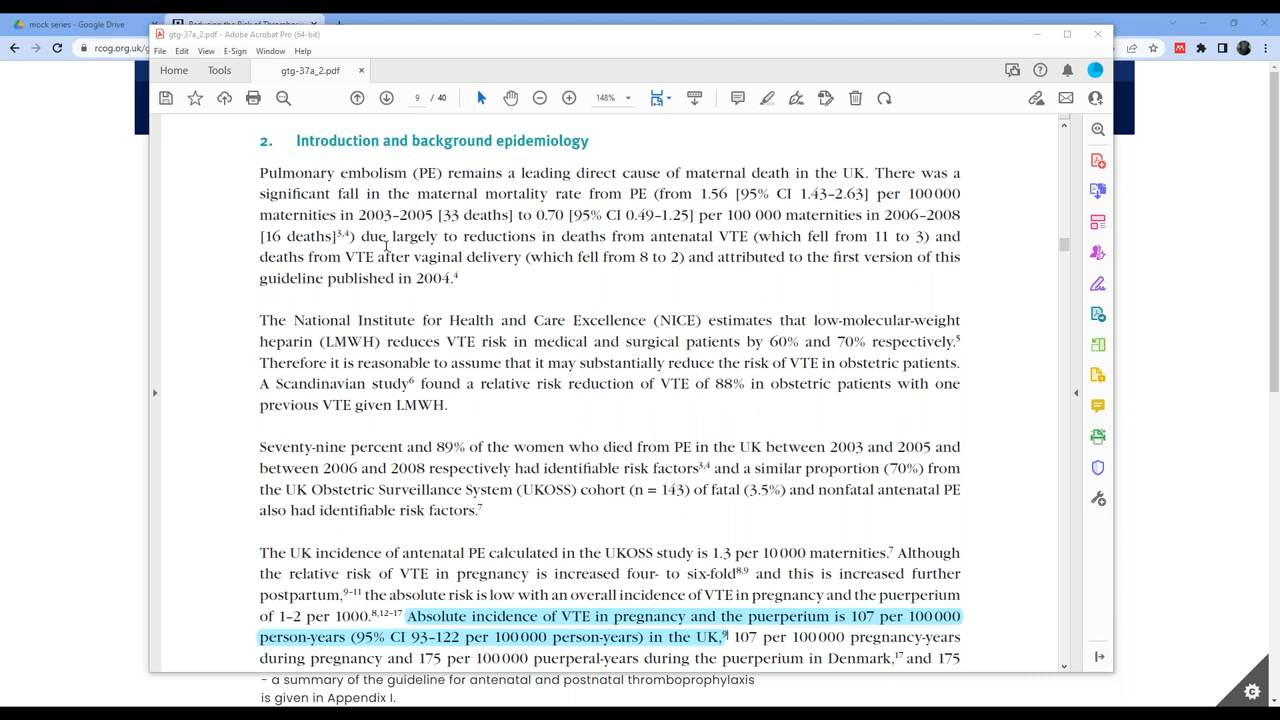 mock series - Google Drive
Reducing the Risk of Thrombo
gtg-37a_2.pdf - Adobe Acrobat Pro (64-bit)
rcog.org.uk/g
File Edit View E-Sign Window Help
Home Tools gtg-37a_2.pdf
9 / 40 148%
2. Introduction and background epidemiology
Pulmonary embolism (PE) remains a leading direct cause of maternal death in the UK. There was a
significant fall in the maternal mortality rate from PE (from 1.56 [95% CI 1.43–2.63] per 100 000
maternities in 2003–2005 [33 deaths] to 0.70 [95% CI 0.49–1.25] per 100 000 maternities in 2006–2008
[16 deaths]3,4) due largely to reductions in deaths from antenatal VTE (which fell from 11 to 3) and
deaths from VTE after vaginal delivery (which fell from 8 to 2) and attributed to the first version of this
guideline published in 2004.4
The National Institute for Health and Care Excellence (NICE) estimates that low-molecular-weight
heparin (LMWH) reduces VTE risk in medical and surgical patients by 60% and 70% respectively.5
Therefore it is reasonable to assume that it may substantially reduce the risk of VTE in obstetric patients.
A Scandinavian study6 found a relative risk reduction of VTE of 88% in obstetric patients with one
previous VTE given LMWH.
Seventy-nine percent and 89% of the women who died from PE in the UK between 2003 and 2005 and
between 2006 and 2008 respectively had identifiable risk factors3,4 and a similar proportion (70%) from
the UK Obstetric Surveillance System (UKOSS) cohort (n = 143) of fatal (3.5%) and nonfatal antenatal PE
also had identifiable risk factors.7
The UK incidence of antenatal PE calculated in the UKOSS study is 1.3 per 10 000 maternities.7 Although
the relative risk of VTE in pregnancy is increased four- to six-fold8,9 and this is increased further
postpartum,9–11 the absolute risk is low with an overall incidence of VTE in pregnancy and the puerperium
of 1–2 per 1000.8,12–17 Absolute incidence of VTE in pregnancy and the puerperium is 107 per 100 000
person-years (95% CI 93–122 per 100 000 person-years) in the UK,9 107 per 100 000 pregnancy-years
during pregnancy and 175 per 100 000 puerperal-years during the puerperium in Denmark,17 and 175
- a summary of the guideline for antenatal and postnatal thromboprophylaxis
is given in Appendix I.